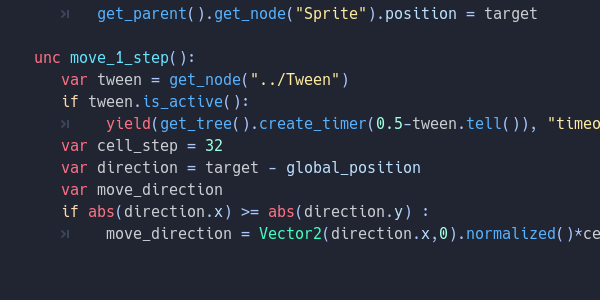 get_parent().get_node("Sprite").position = target
unc move_1_step():
var tween = get_node("../Tween")
if tween.is_active():
yield(get_tree().create_timer(0.5-tween.tell()), "timeo
var cell_step = 32
var direction = target - global_position
var move_direction
if abs(direction.x) >= abs(direction.y) :
move_direction = Vector2(direction.x,0).normalized()*ce